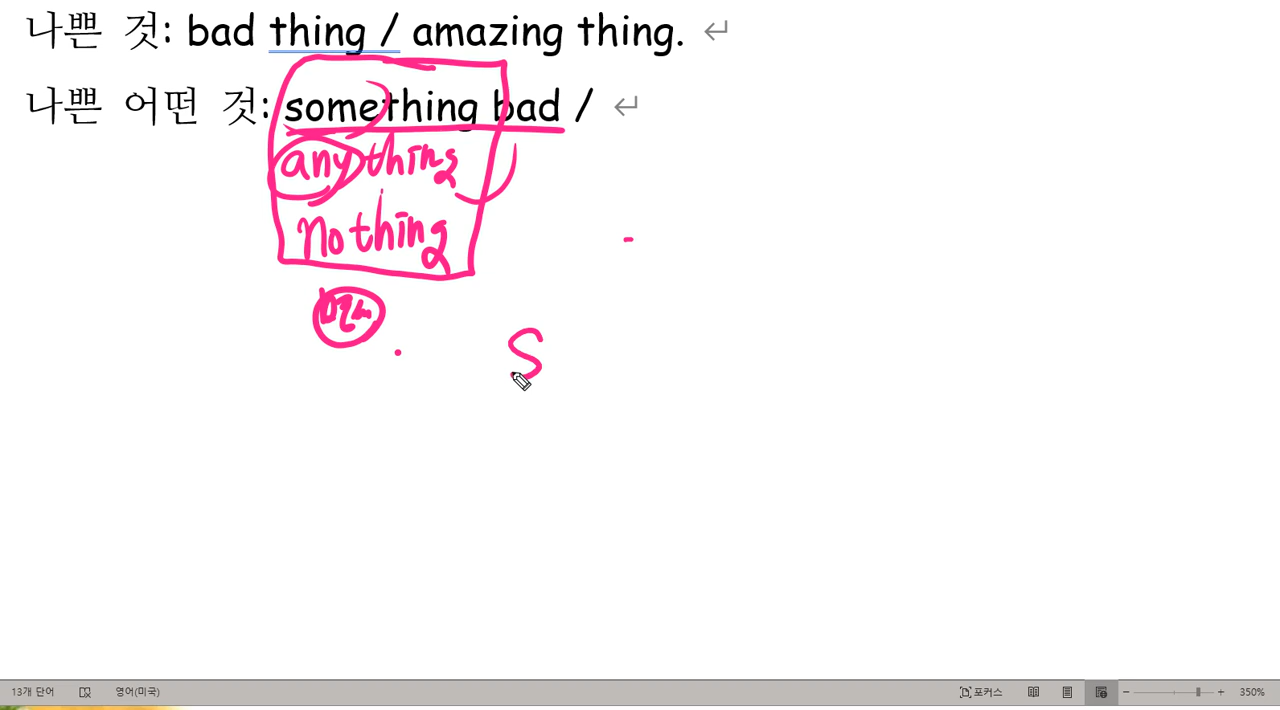 나쁜 것: bad thing / amazing thing. ↵
나쁜 어떤 것: something bad / ↵
anything
nothing
S
13개 단어 영어(미국) 포커스 350%